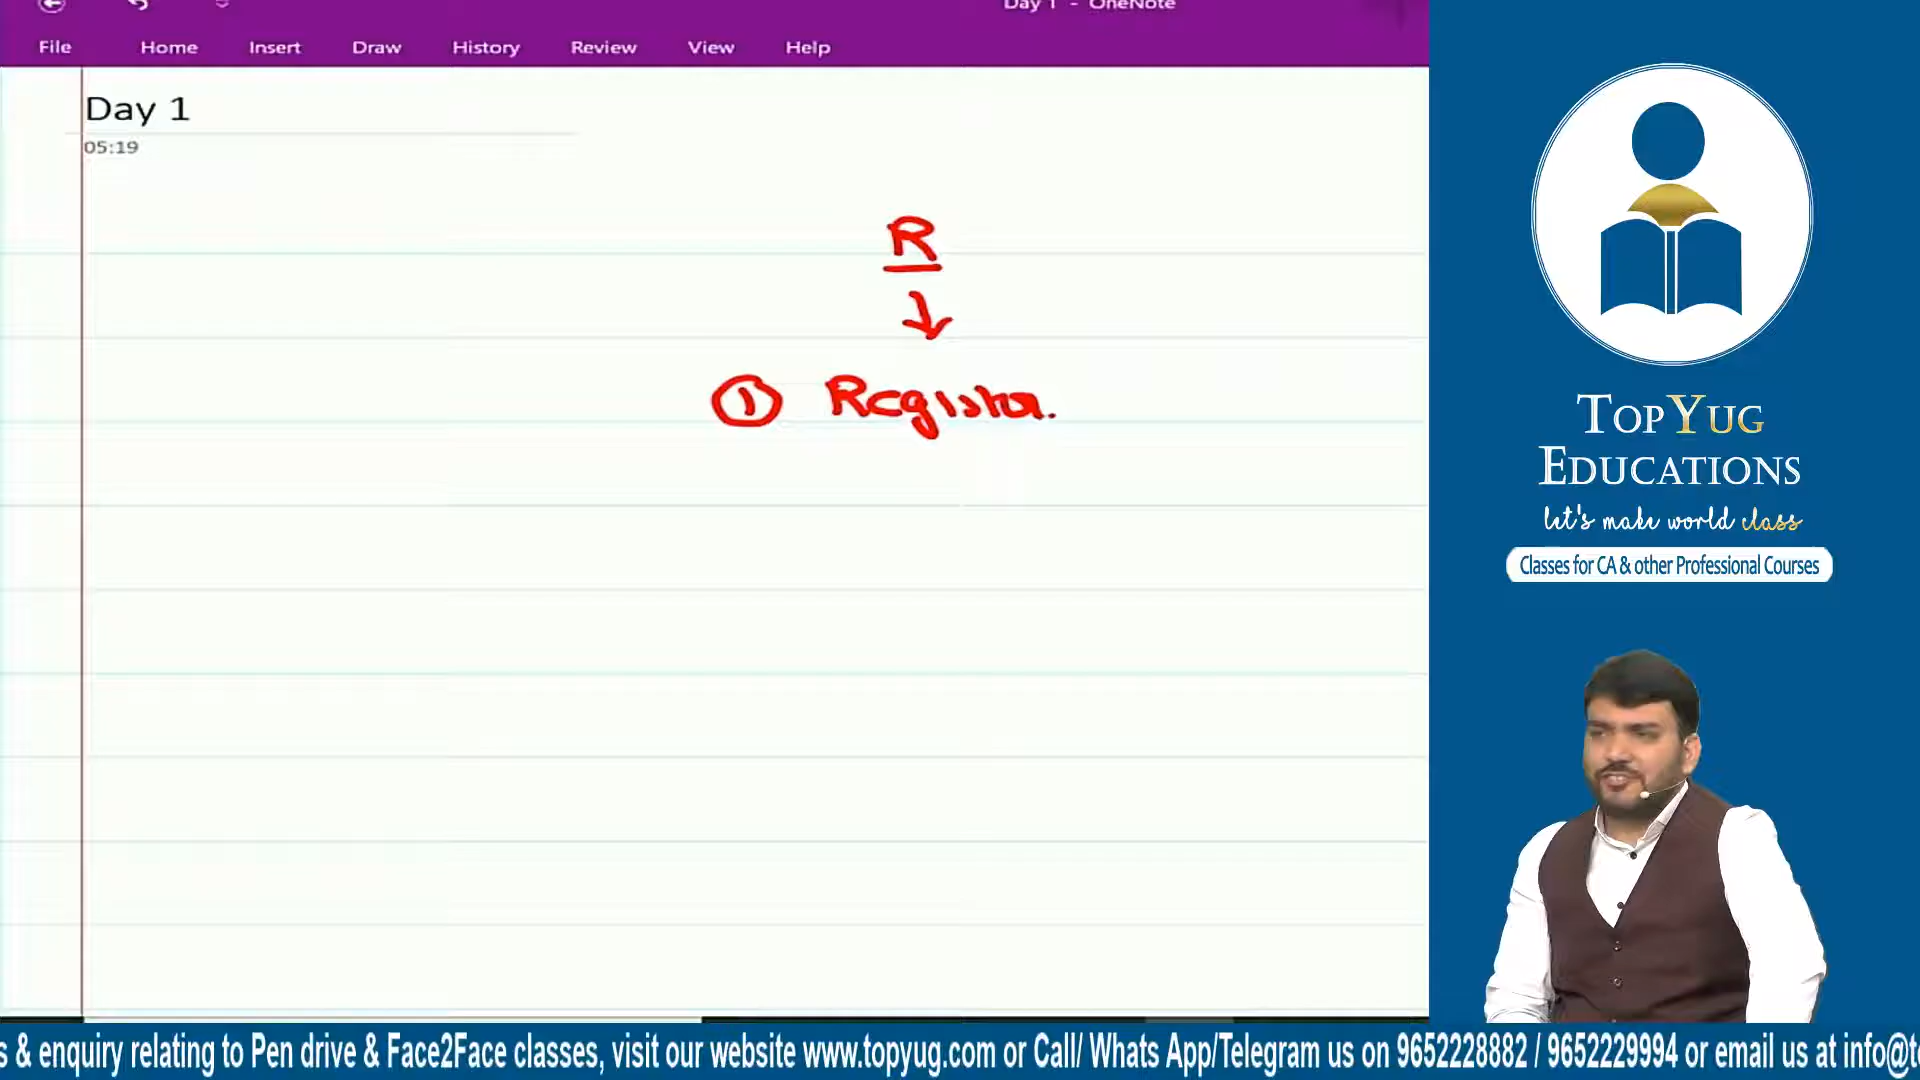 Day 1 - OneNote
File Home Insert Draw History Review View Help
Day 1
05:19
R
① Register.
TOPYUG
EDUCATIONS
let's make world class
Classes for CA & other Professional Courses
s & enquiry relating to Pen drive & Face2Face classes, visit our website www.topyug.com or Call/ Whats App/Telegram us on 9652228882 / 9652229994 or email us at info@t